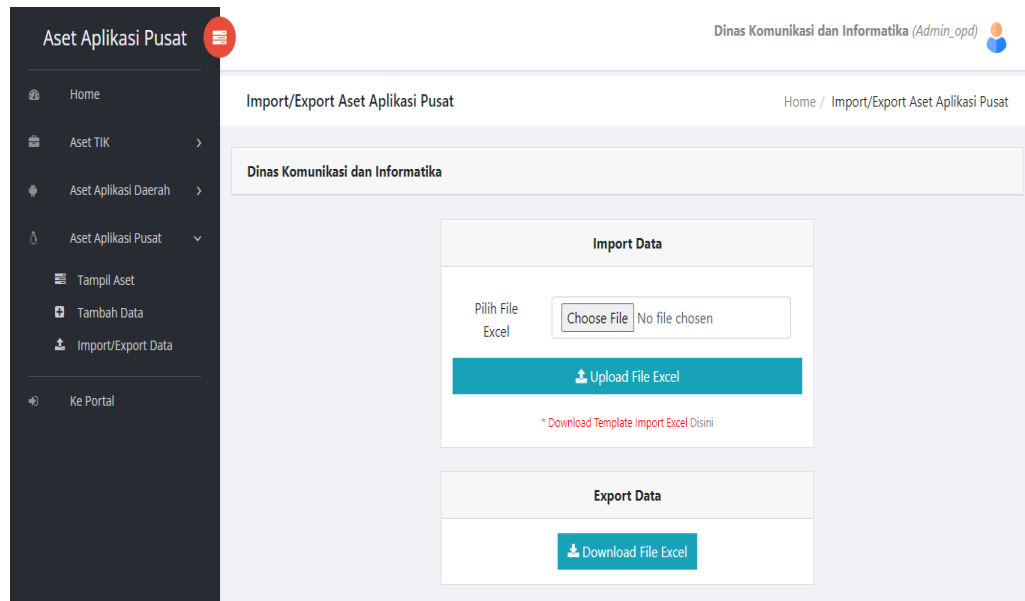 Aset Aplikasi Pusat
Dinas Komunikasi dan Informatika (Admin_opd)
Home
Aset TIK
Aset Aplikasi Daerah
Aset Aplikasi Pusat
Tampil Aset
Tambah Data
Import/Export Data
Ke Portal
Import/Export Aset Aplikasi Pusat
Home / Import/Export Aset Aplikasi Pusat
Dinas Komunikasi dan Informatika
Import Data
Pilih File
Excel
Choose File No file chosen
Upload File Excel
* Download Template Import Excel Disini
Export Data
Download File Excel